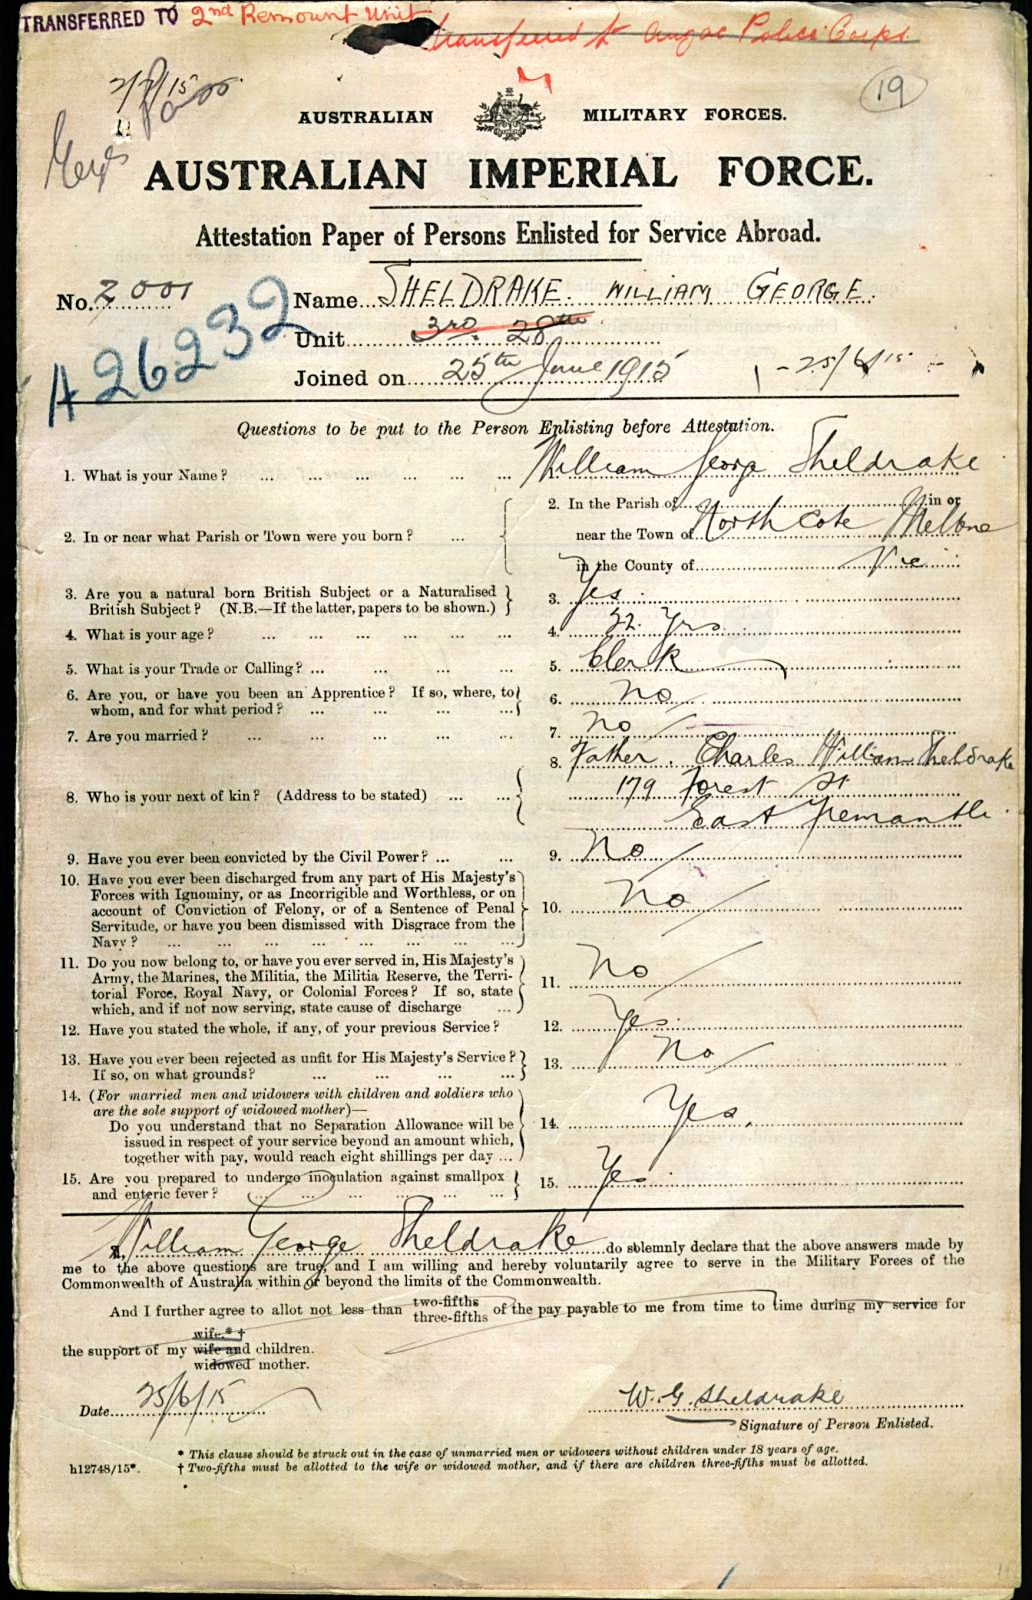 TRANSFERRED TO 2nd Remount Unit
transferred to Anzac Police Corps
2/7/15
19
AUSTRALIAN MILITARY FORCES.
AUSTRALIAN IMPERIAL FORCE.
Attestation Paper of Persons Enlisted for Service Abroad.
No. 2001
Name SHELDRAKE. WILLIAM GEORGE.
A26232
Unit 3rd. 28th
Joined on 25th June 1915 - 25/6/15 -
Questions to be put to the Person Enlisting before Attestation.
1. What is your Name? ... ... ... ... ... ... William George Sheldrake
2. In or near what Parish or Town were you born? ...
2. In the Parish of in or
near the Town of Northcote Melbne
in the County of Vic
3. Are you a natural born British Subject or a Naturalised
British Subject? (N.B.—If the latter, papers to be shown.)
3. Yes
4. What is your age? ... ... ... ... ... 4. 22 Yrs
5. What is your Trade or Calling? ... ... ... ... 5. Clerk
6. Are you, or have you been an Apprentice? If so, where, to
whom, and for what period? ... ... ... ...
6. No
7. Are you married? ... ... ... ... ... 7. No
8. Who is your next of kin? (Address to be stated) ... ...
8. Father. Charles William Sheldrake
179 Forest St
East Fremantle
9. Have you ever been convicted by the Civil Power? ... ... 9. No
10. Have you ever been discharged from any part of His Majesty's
Forces with Ignominy, or as Incorrigible and Worthless, or on
account of Conviction of Felony, or of a Sentence of Penal
Servitude, or have you been dismissed with Disgrace from the
Navy? ... ... ... ... ... ... ... ...
10. No
11. Do you now belong to, or have you ever served in, His Majesty's
Army, the Marines, the Militia, the Militia Reserve, the Terri-
torial Force, Royal Navy, or Colonial Forces? If so, state
which, and if not now serving, state cause of discharge ...
11. No
12. Have you stated the whole, if any, of your previous Service? 12. Yes
13. Have you ever been rejected as unfit for His Majesty's Service?
If so, on what grounds? ... ... ... ...
13. No
14. (For married men and widowers with children and soldiers who
are the sole support of widowed mother)—
Do you understand that no Separation Allowance will be
issued in respect of your service beyond an amount which,
together with pay, would reach eight shillings per day ...
14. Yes.
15. Are you prepared to undergo inoculation against smallpox
and enteric fever? ... ... ... ... ... ...
15. Yes
I, William George Sheldrake do solemnly declare that the above answers made by
me to the above questions are true, and I am willing and hereby voluntarily agree to serve in the Military Forces of the
Commonwealth of Australia within or beyond the limits of the Commonwealth.
And I further agree to allot not less than two-fifths three-fifths of the pay payable to me from time to time during my service for
wife.* †
the support of my wife and children.
widowed mother.
Date 25/6/15
W. G. Sheldrake
Signature of Person Enlisted.
* This clause should be struck out in the case of unmarried men or widowers without children under 18 years of age.
h12748/15*. † Two-fifths must be allotted to the wife or widowed mother, and if there are children three-fifths must be allotted.